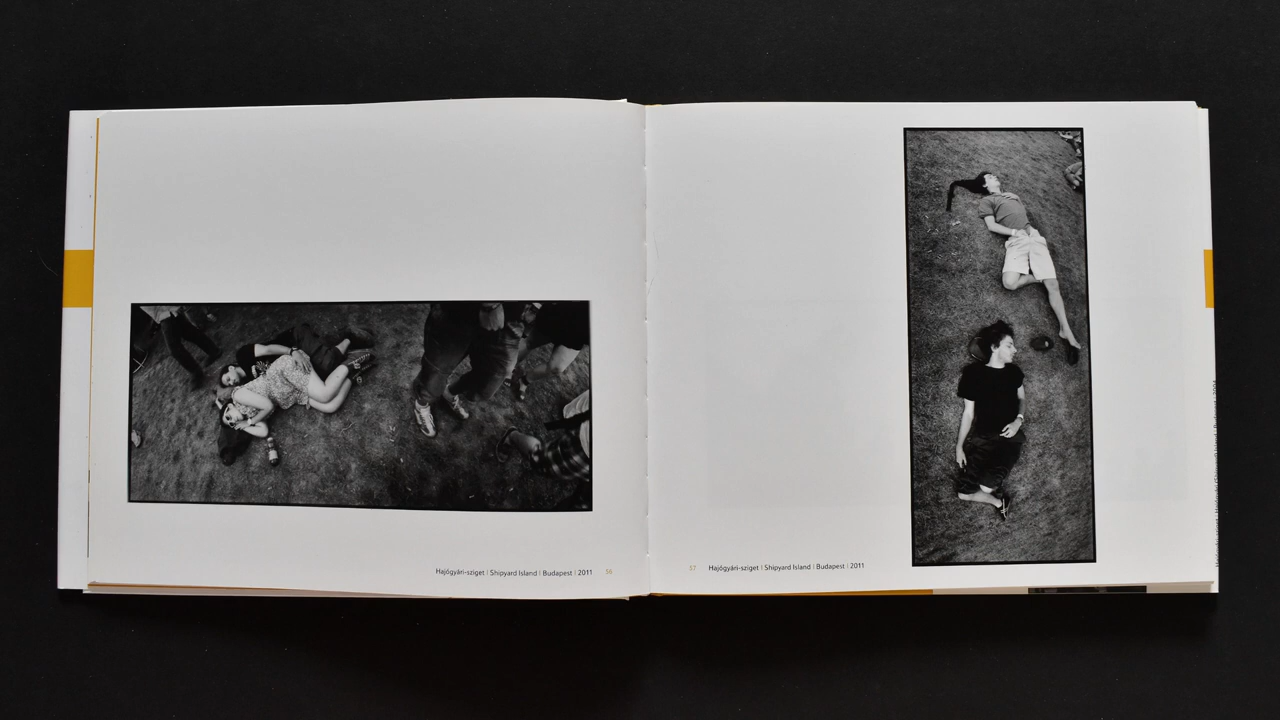 Hajógyári-sziget | Shipyard Island | Budapest | 2011 56
57 Hajógyári-sziget | Shipyard Island | Budapest | 2011